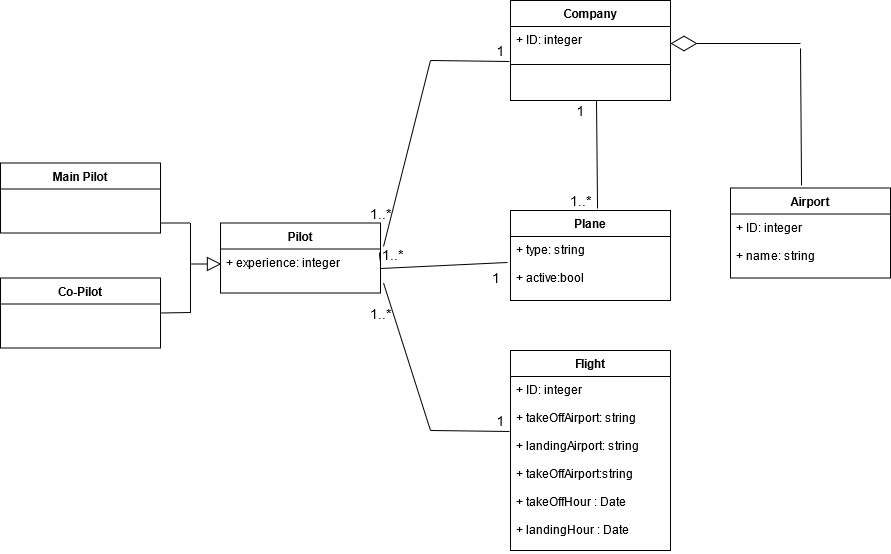 Company
+ ID: integer
1
1
1..*
Main Pilot
Pilot
+ experience: integer
Co-Pilot
1..*
1..*
1
1..*
1
Plane
+ type: string
+ active:bool
Airport
+ ID: integer
+ name: string
Flight
+ ID: integer
+ takeOffAirport: string
+ landingAirport: string
+ takeOffAirport:string
+ takeOffHour : Date
+ landingHour : Date